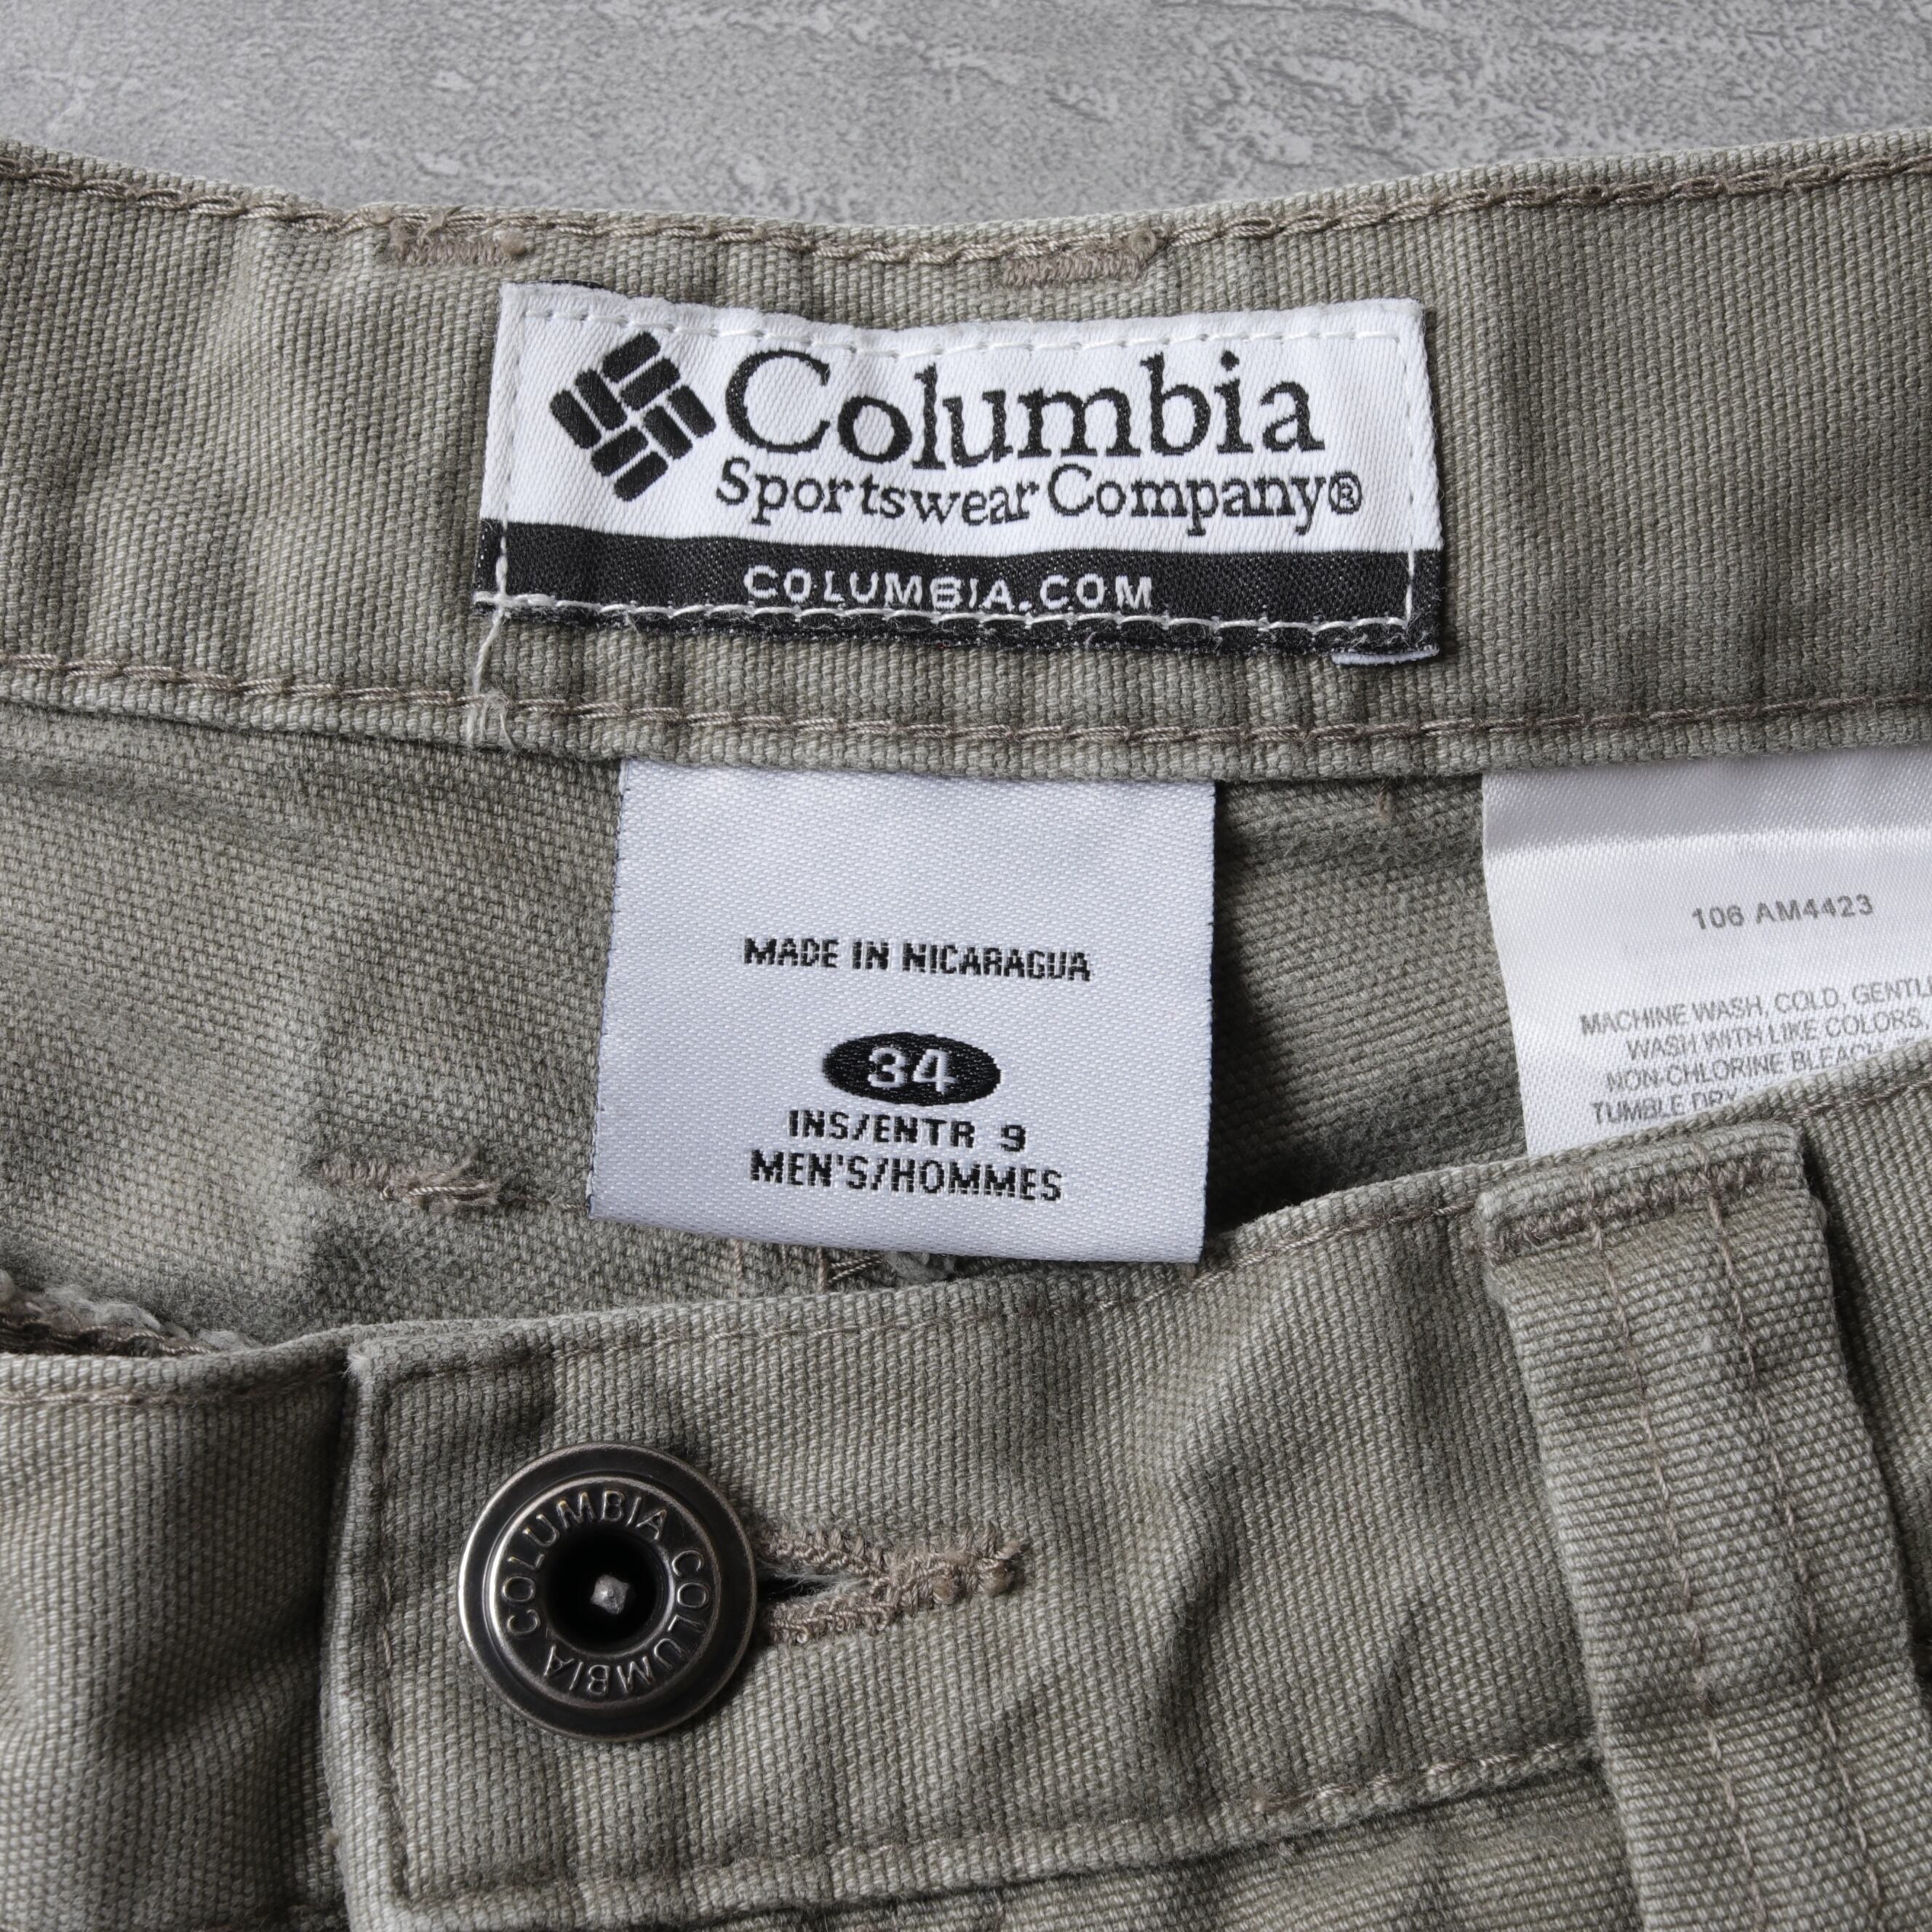 Columbia
Sportswear Company®
COLUMBIA.COM
MADE IN NICARAGUA
34
INS/ENTR 9
MEN'S/HOMMES
106 AM4423
MACHINE WASH, COLD, GENTL
WASH WITH LIKE COLORS.
NON-CHLORINE BLEACH
TUMBLE DRY
COLUMBIA COLUMBIA